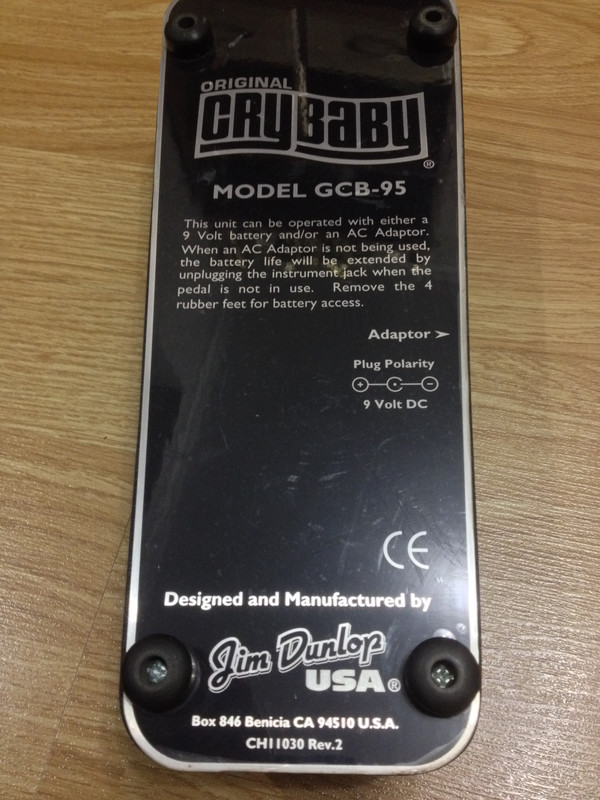 ORIGINAL
CRY BABY®
MODEL GCB-95
This unit can be operated with either a
9 Volt battery and/or an AC Adaptor.
When an AC Adaptor is not being used,
the battery life will be extended by
unplugging the instrument jack when the
pedal is not in use. Remove the 4
rubber feet for battery access.
Adaptor ➤
Plug Polarity
+ -
9 Volt DC
CE
Designed and Manufactured by
Jim Dunlop
USA®
Box 846 Benicia CA 94510 U.S.A.
CH11030 Rev.2